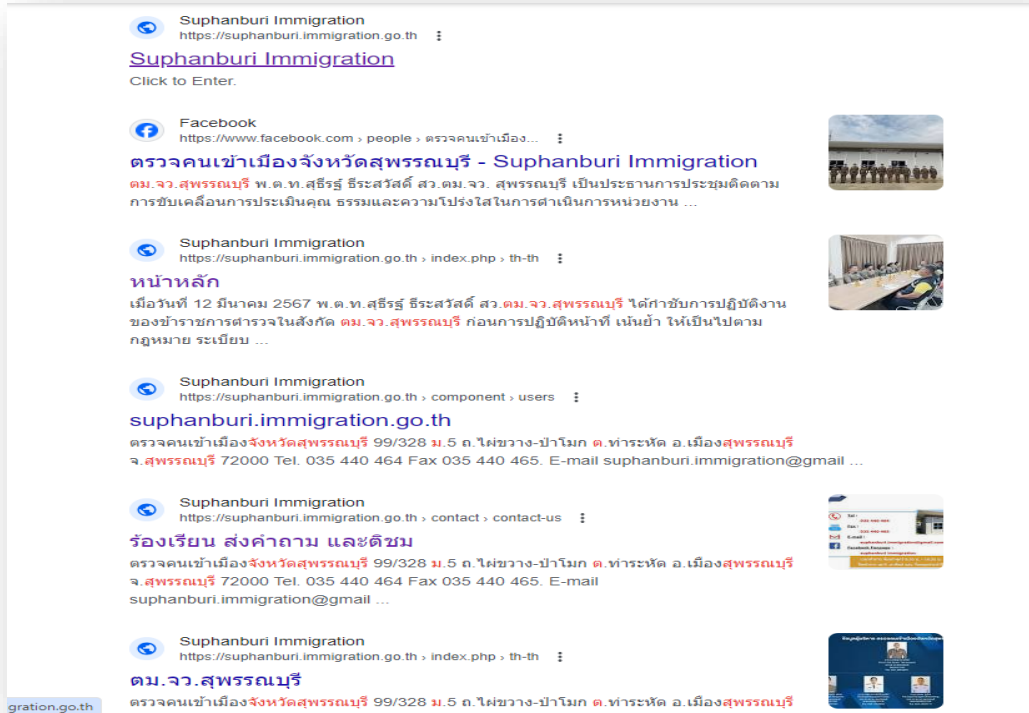 Suphanburi Immigration
https://suphanburi.immigration.go.th
Suphanburi Immigration
Click to Enter.
Facebook
https://www.facebook.com › people › ตรวจคนเข้าเมือง...
ตรวจคนเข้าเมืองจังหวัดสุพรรณบุรี - Suphanburi Immigration
ตม.จว.สุพรรณบุรี พ.ต.ท.สุธีรฐ์ ธีระสวัสดิ์ สว.ตม.จว. สุพรรณบุรี เป็นประธานการประชุมติดตาม
การขับเคลื่อนการประเมินคุณ ธรรมและความโปร่งใสในการดำเนินการหน่วยงาน ...
Suphanburi Immigration
https://suphanburi.immigration.go.th › index.php › th-th
หน้าหลัก
เมื่อวันที่ 12 มีนาคม 2567 พ.ต.ท.สุธีรฐ์ ธีระสวัสดิ์ สว.ตม.จว.สุพรรณบุรี ได้กำชับการปฏิบัติงาน
ของข้าราชการตำรวจในสังกัด ตม.จว.สุพรรณบุรี ก่อนการปฏิบัติหน้าที่ เน้นย้ำ ให้เป็นไปตาม
กฎหมาย ระเบียบ ...
Suphanburi Immigration
https://suphanburi.immigration.go.th › component › users
suphanburi.immigration.go.th
ตรวจคนเข้าเมืองจังหวัดสุพรรณบุรี 99/328 ม.5 ถ.ไผ่ขวาง-ป่าโมก ต.ท่าระหัด อ.เมืองสุพรรณบุรี
จ.สุพรรณบุรี 72000 Tel. 035 440 464 Fax 035 440 465. E-mail suphanburi.immigration@gmail ...
Suphanburi Immigration
https://suphanburi.immigration.go.th › contact › contact-us
ร้องเรียน ส่งคำถาม และติชม
ตรวจคนเข้าเมืองจังหวัดสุพรรณบุรี 99/328 ม.5 ถ.ไผ่ขวาง-ป่าโมก ต.ท่าระหัด อ.เมืองสุพรรณบุรี
จ.สุพรรณบุรี 72000 Tel. 035 440 464 Fax 035 440 465. E-mail
suphanburi.immigration@gmail ...
Tel :
Fax :
E-mail :
Facebook Fanpage :
Suphanburi Immigration
https://suphanburi.immigration.go.th › index.php › th-th
ตม.จว.สุพรรณบุรี
ตรวจคนเข้าเมืองจังหวัดสุพรรณบุรี 99/328 ม.5 ถ.ไผ่ขวาง-ป่าโมก ต.ท่าระหัด อ.เมืองสุพรรณบุรี
gration.go.th